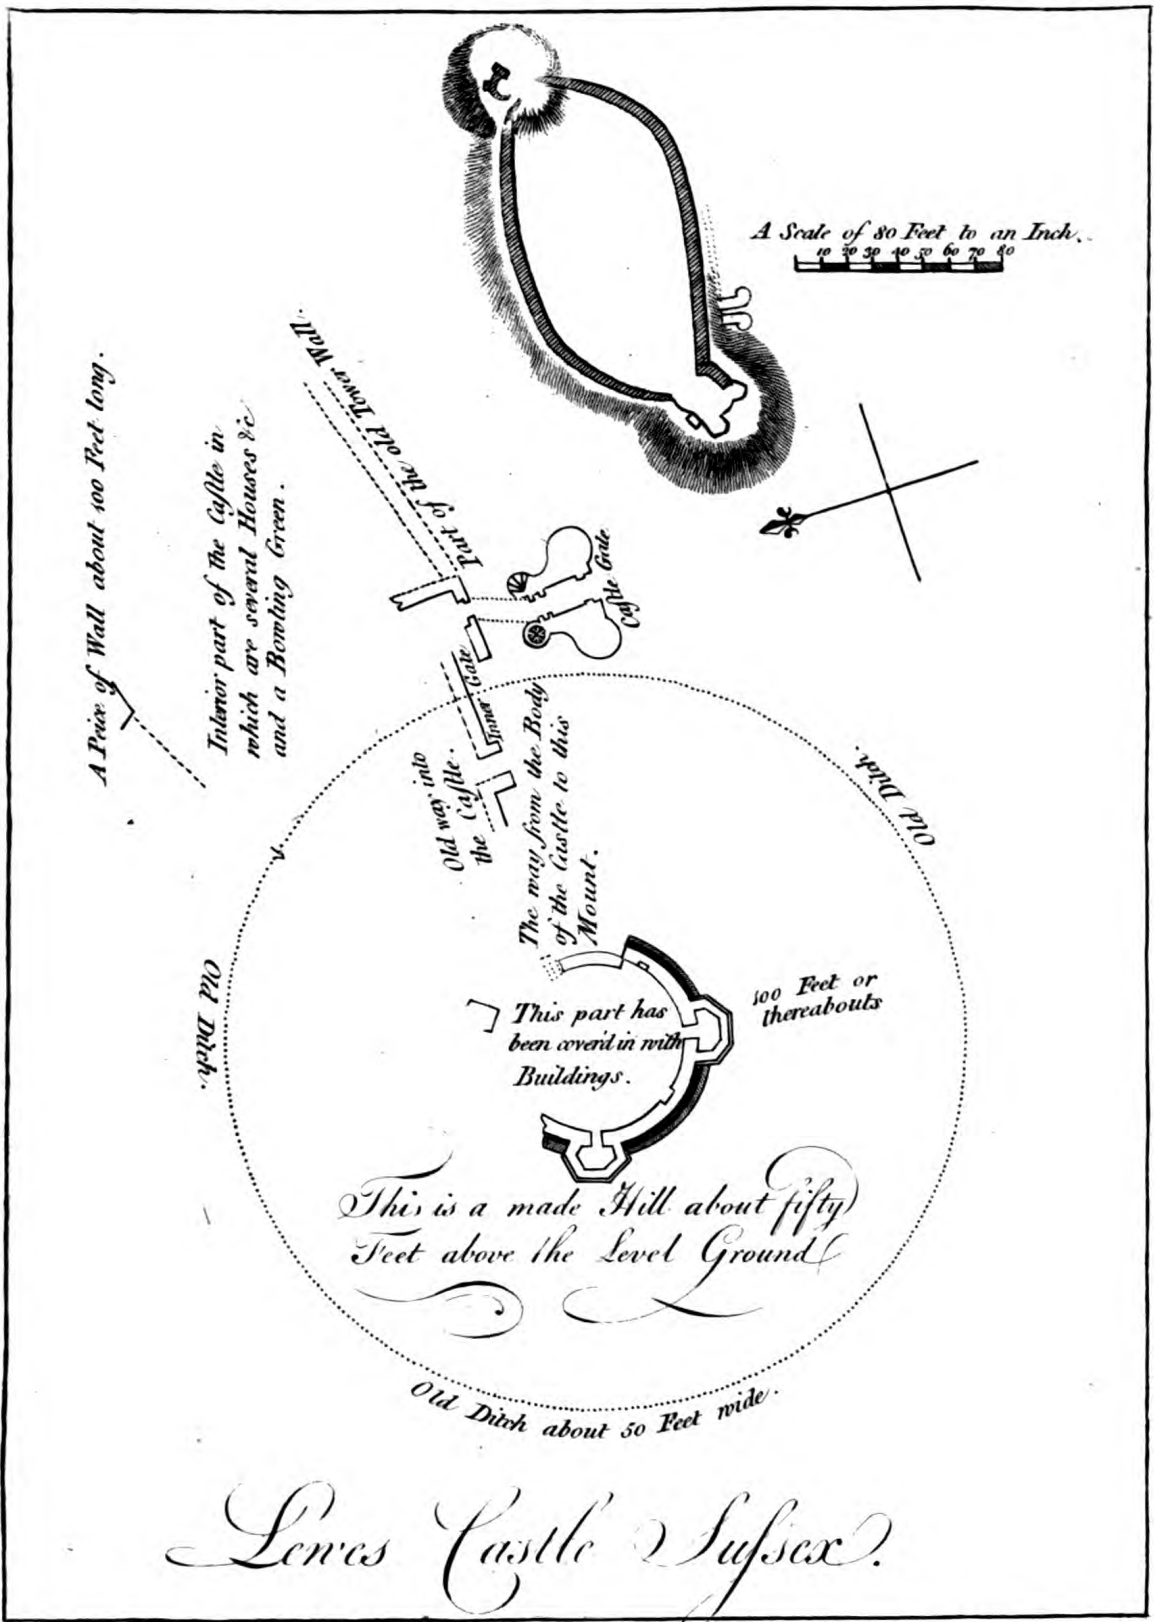 A Scale of 80 Feet to an Inch.
10 20 30 40 50 60 70 80
Part of the old Tower Wall.
A Peice of Wall about 100 Feet long.
Interior part of the Castle in
which are several Houses &c
and a Bowling Green.
Castle Gate
Inner Gate
Old way into
the Castle.
The way from the Body
of the Castle to this
Mount.
Old Ditch.
Old Ditch.
100 Feet or
thereabouts
This part has
been cover'd in with
Buildings.
This is a made Hill about fifty
Feet above the Level Ground
Old Ditch about 50 Feet wide.
Lewes Castle Sussex.